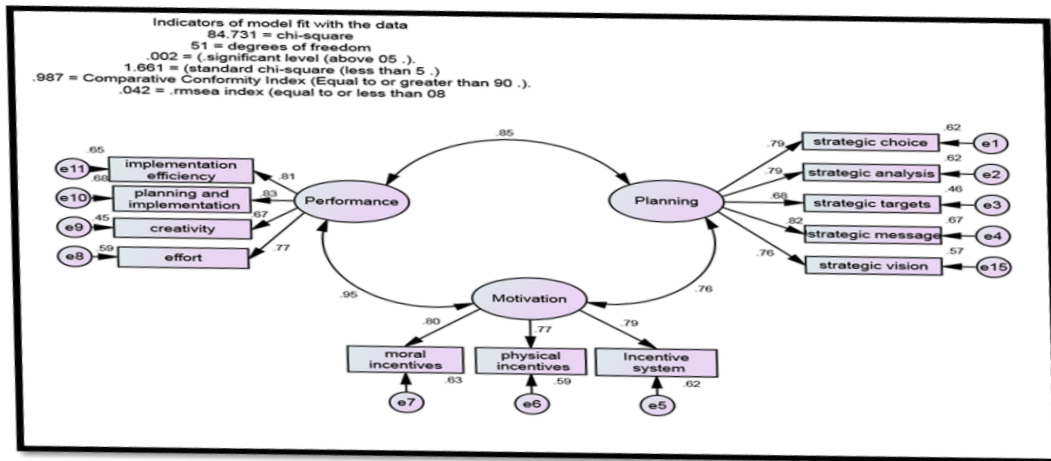 Indicators of model fit with the data
84.731 = chi-square
51 = degrees of freedom
.002 = (.significant level (above 05 .).
1.661 = (standard chi-square (less than 5 .)
.987 = Comparative Conformity Index (Equal to or greater than 90 .).
.042 = .rmsea index (equal to or less than 08
.85
.65
e11
implementation
efficiency
.81
.68
e10
planning and
implementation
.83
.45
e9
creativity
.67
.59
e8
effort
.77
Performance
Planning
.79
strategic choice
.62
e1
.79
strategic analysis
.62
e2
.68
strategic targets
.46
e3
.82
strategic message
.67
e4
.76
strategic vision
.57
e15
.95
.76
Motivation
.80
.77
.79
moral
incentives
.63
physical
incentives
.59
Incentive
system
.62
e7
e6
e5